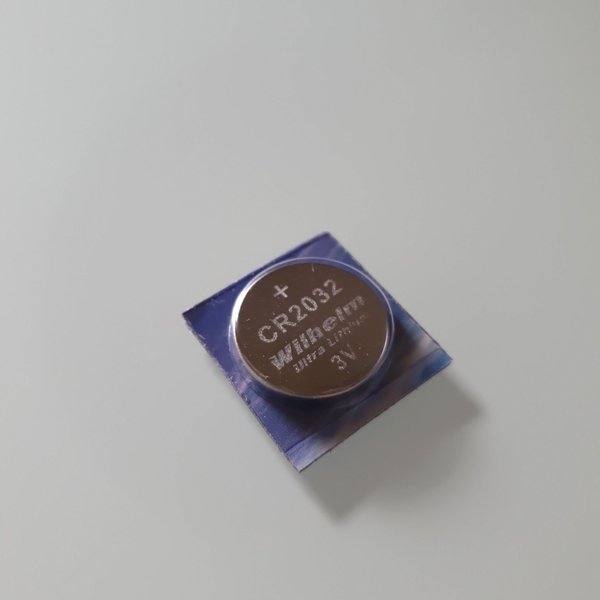 +
CR2032
Wilhelm
Ultra Lithium
3V